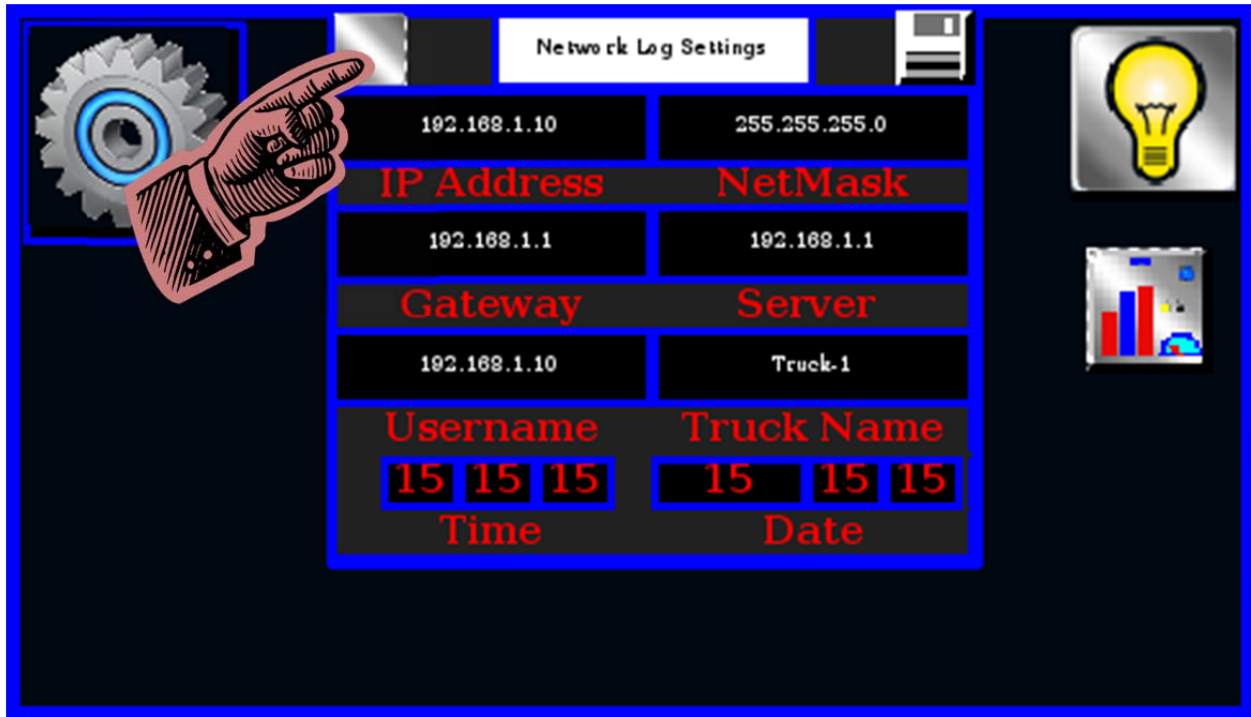 Network Log Settings
192.168.1.10 255.255.255.0
IP Address NetMask
192.168.1.1 192.168.1.1
Gateway Server
192.168.1.10 Truck-1
Username Truck Name
15 15 15 15 15 15
Time Date